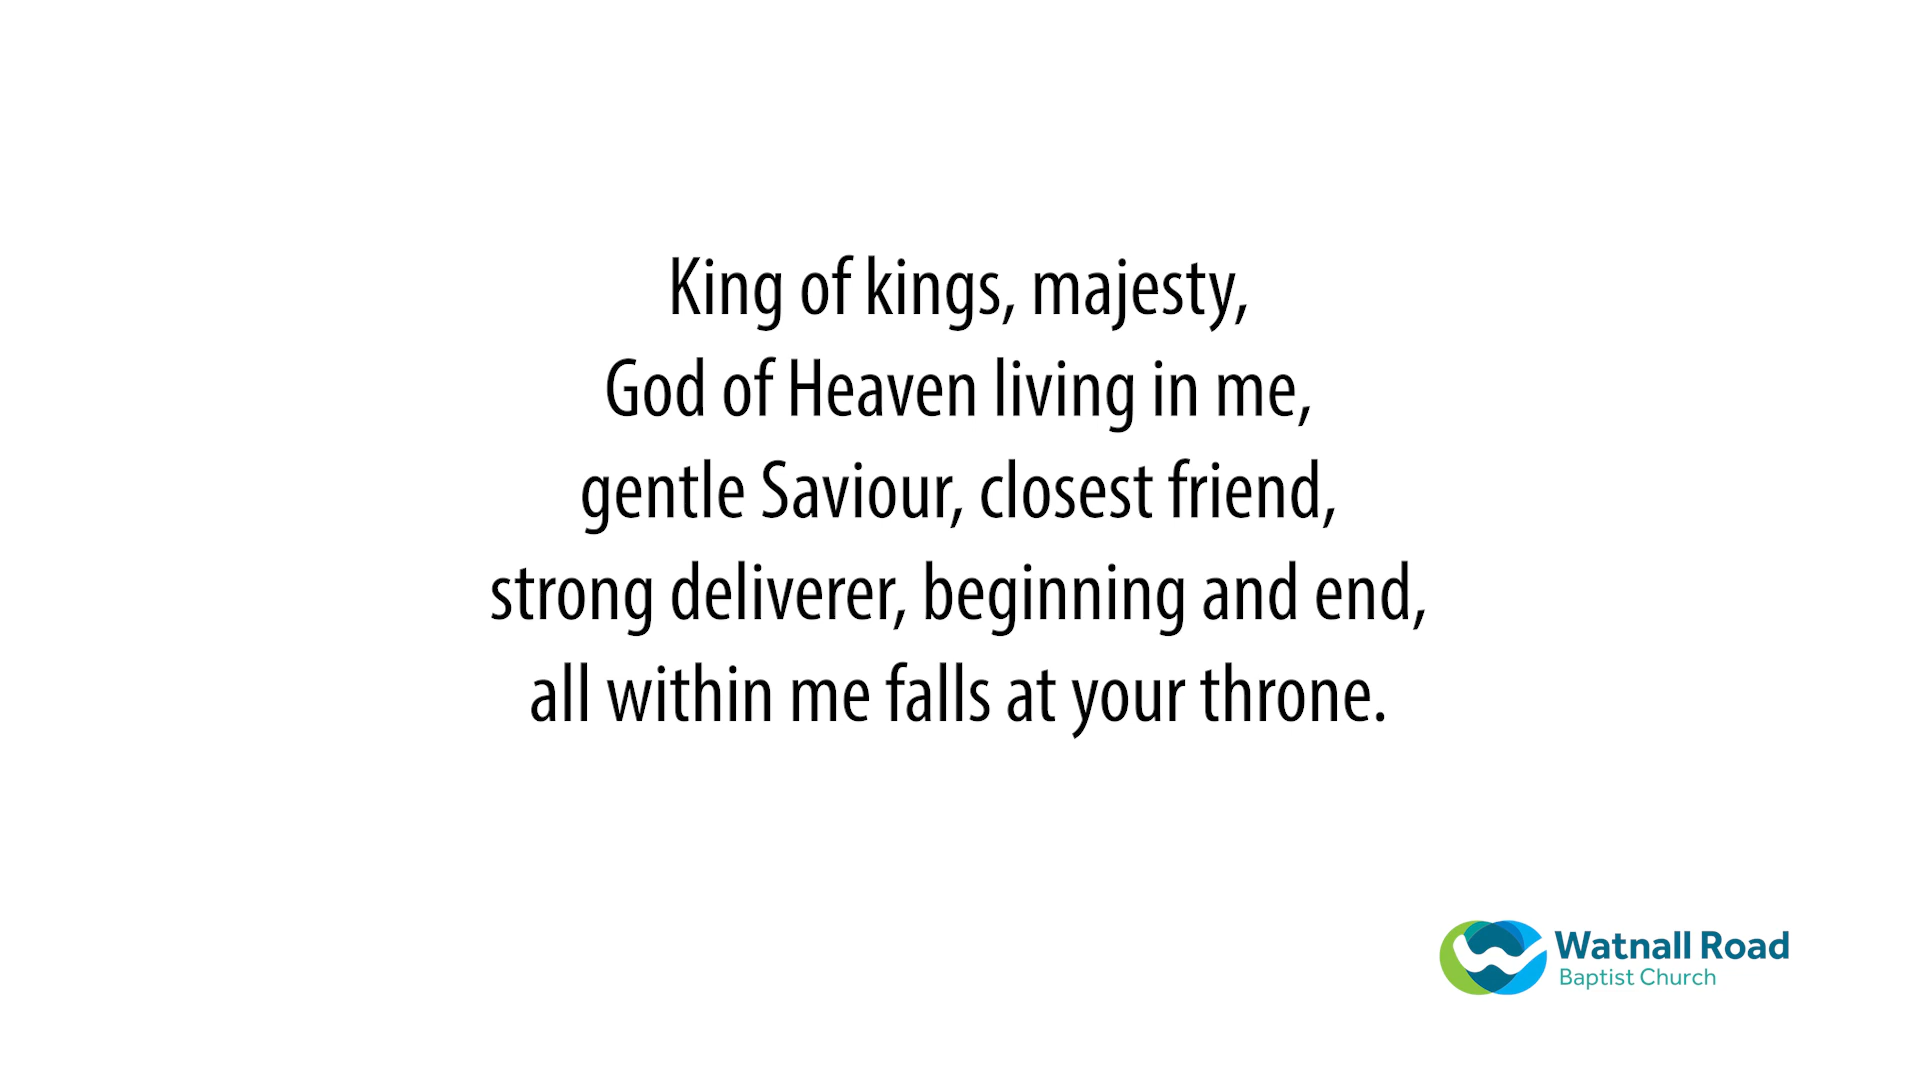 King of kings, majesty,
God of Heaven living in me,
gentle Saviour, closest friend,
strong deliverer, beginning and end,
all within me falls at your throne.
Watnall Road
Baptist Church